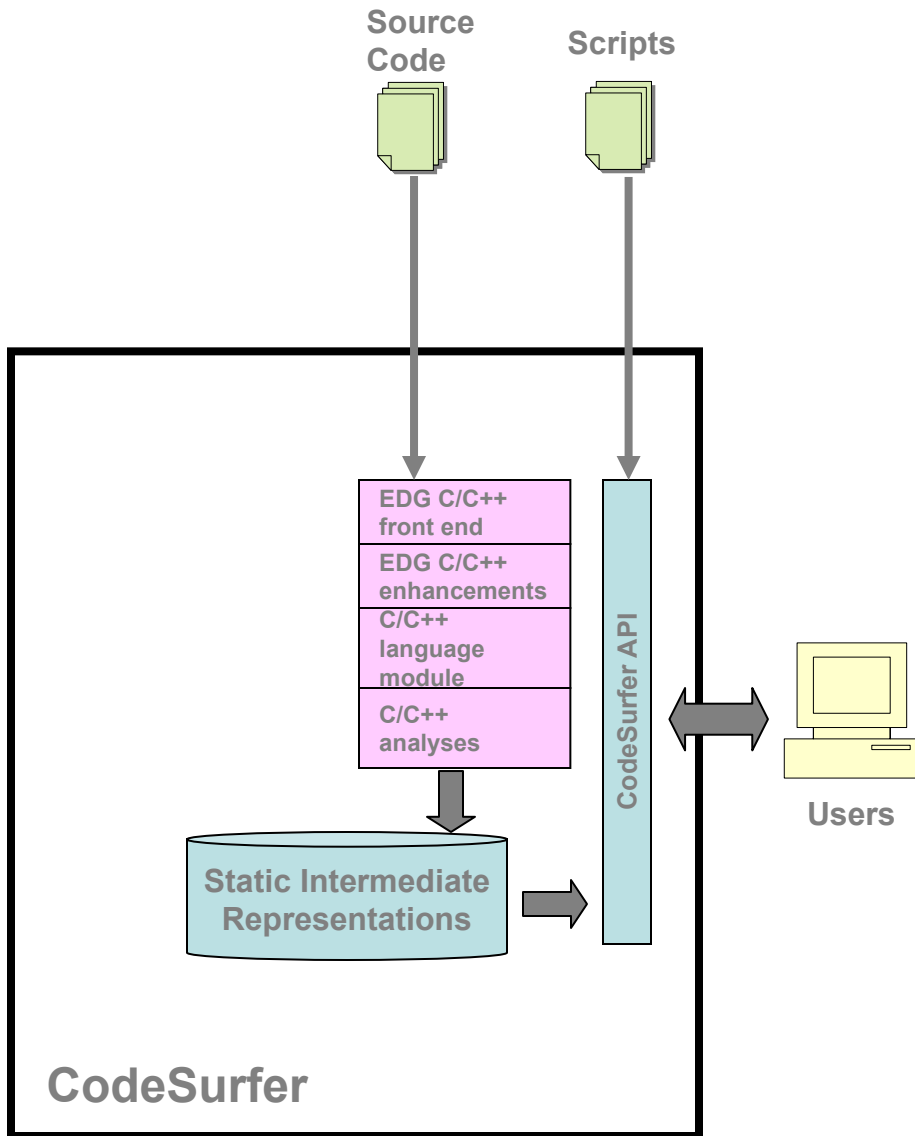 Source
Code
Scripts
EDG C/C++
front end
EDG C/C++
enhancements
C/C++
language
module
C/C++
analyses
CodeSurfer API
Users
Static Intermediate
Representations
CodeSurfer